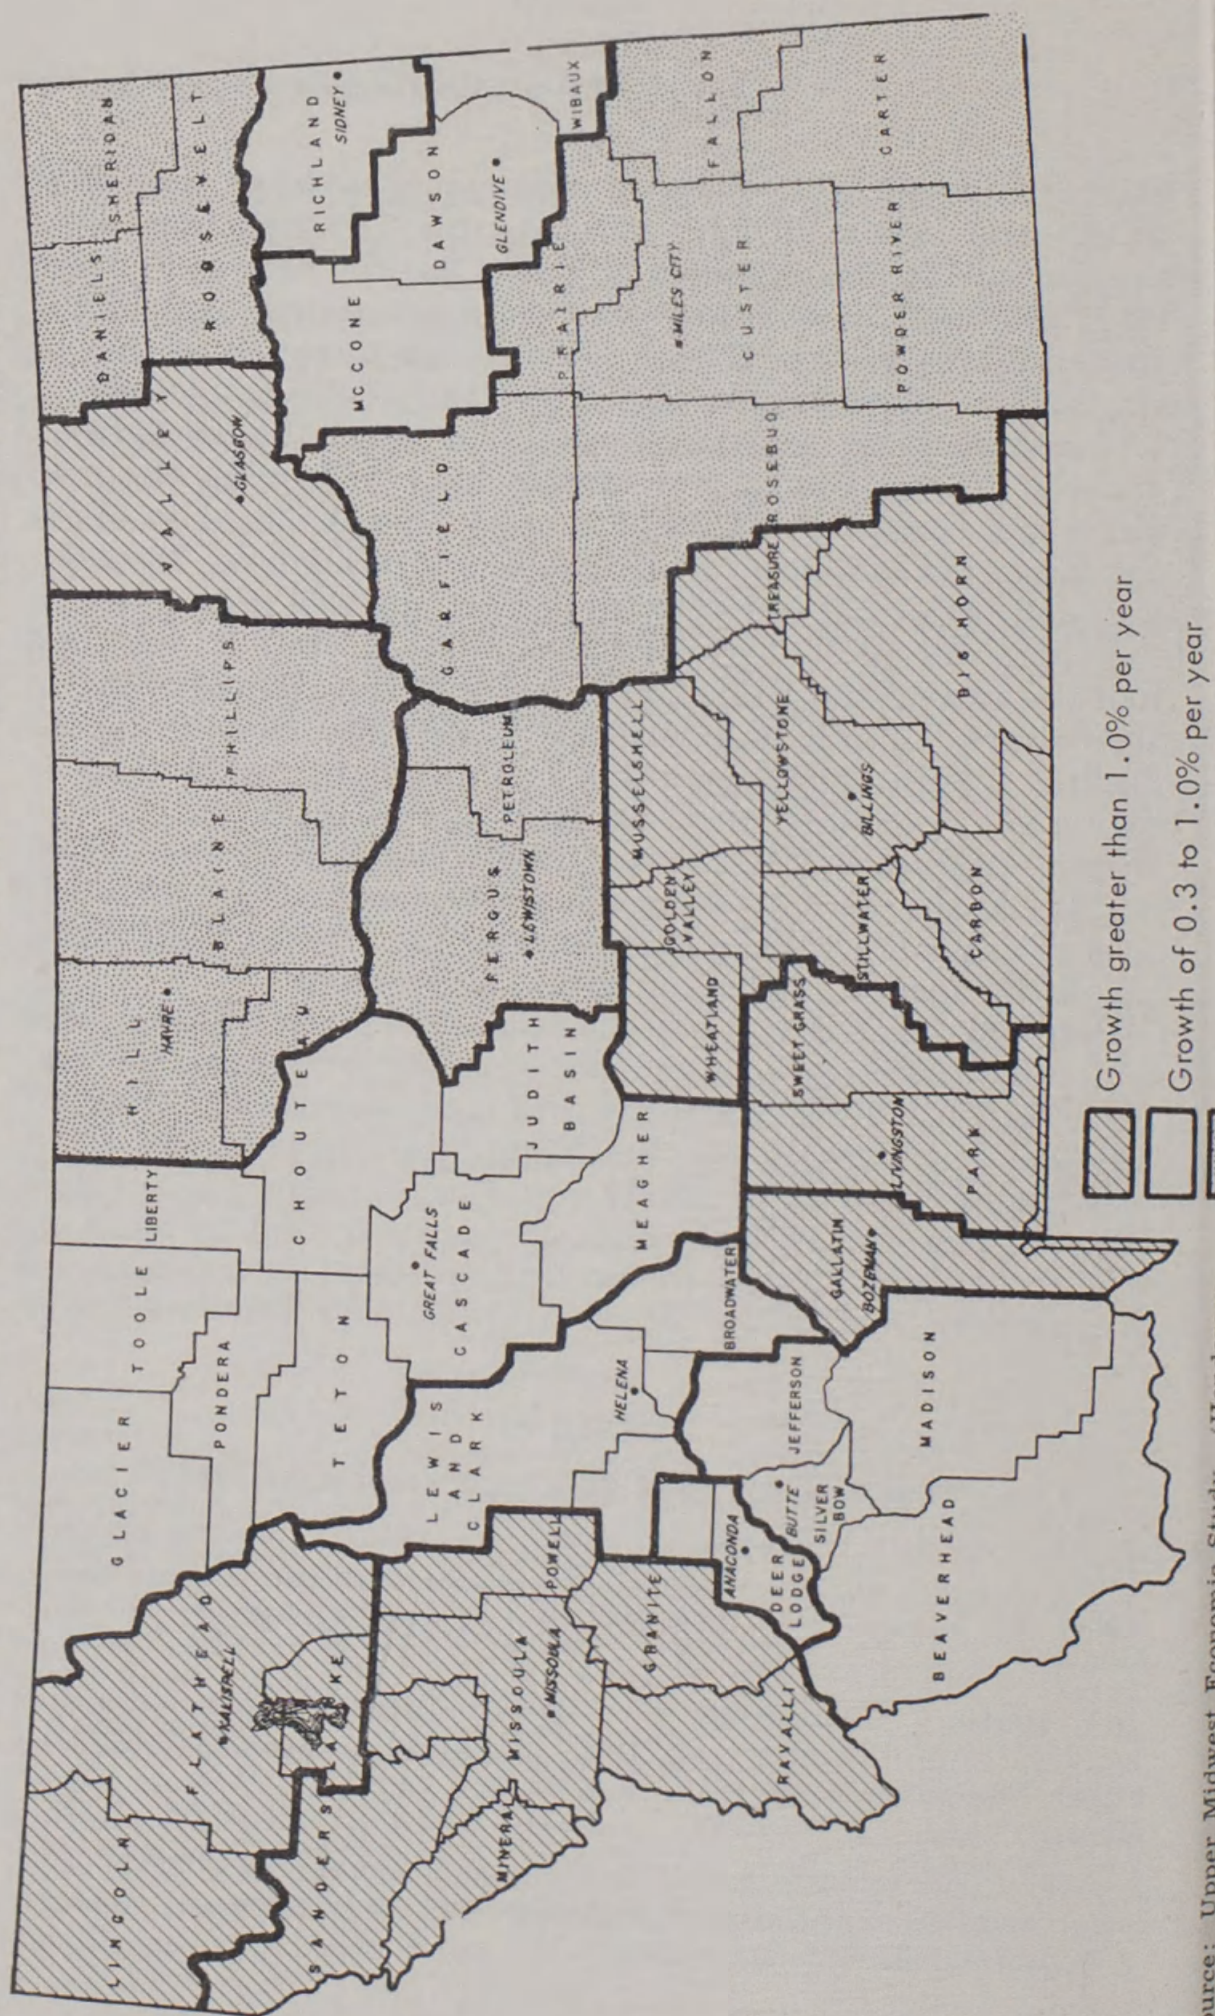 LINCOLN
FLATHEAD
KALISPELL
LAKE
SANDERS
MINERAL
MISSOULA
MISSOULA
POWELL
GRANITE
RAVALLI
GLACIER
TOOLE
LIBERTY
PONDERA
TETON
CHOUTEAU
GREAT FALLS
CASCADE
JUDITH
BASIN
MEAGHER
LEWIS
AND
CLARK
HELENA
BROADWATER
JEFFERSON
BUTTE
SILVER
BOW
ANACONDA
DEER
LODGE
BEAVERHEAD
MADISON
GALLATIN
BOZEMAN
LIVINGSTON
PARK
SWEET GRASS
WHEATLAND
GOLDEN
VALLEY
MUSSELSHELL
STILLWATER
CARBON
YELLOWSTONE
BILLINGS
TREASURE
BIG HORN
HILL
HAVRE
BLAINE
PHILLIPS
FERGUS
LEWISTOWN
PETROLEUM
VALLEY
GLASGOW
GARFIELD
ROSEBUD
DANIELS
SHERIDAN
ROOSEVELT
RICHLAND
SIDNEY
MCCONE
DAWSON
GLENDIVE
WIBAUX
PRAIRIE
MILES CITY
CUSTER
FALLON
CARTER
POWDER RIVER
Growth greater than 1.0% per year
Growth of 0.3 to 1.0% per year
Upper Midwest Economic Study